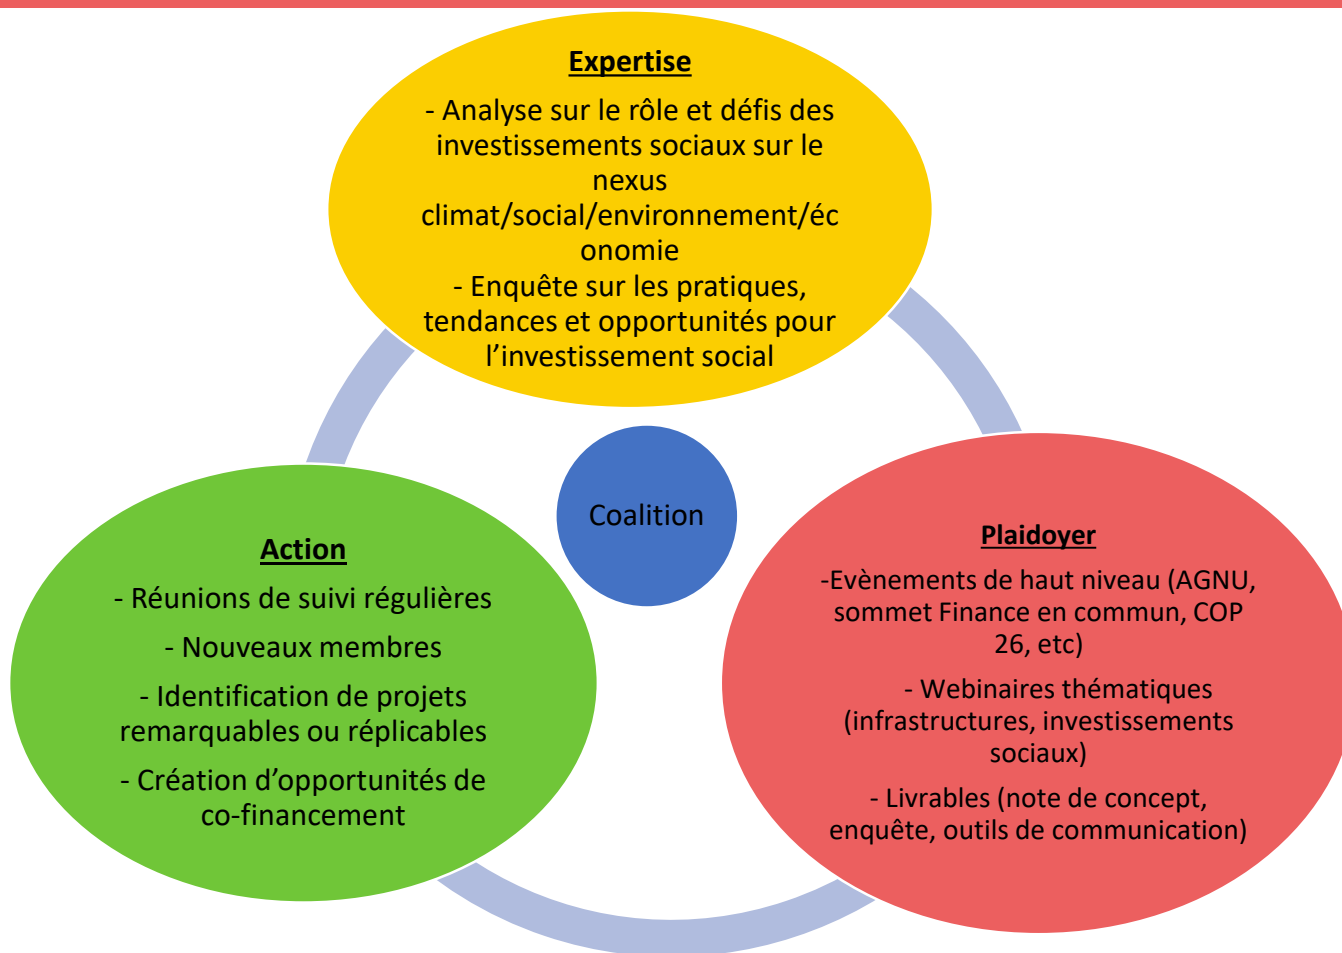 Expertise
- Analyse sur le rôle et défis des
investissements sociaux sur le
nexus
climat/social/environnement/éc
onomie
- Enquête sur les pratiques,
tendances et opportunités pour
l’investissement social
Coalition
Action
- Réunions de suivi régulières
- Nouveaux membres
- Identification de projets
remarquables ou réplicables
- Création d’opportunités de
co-financement
Plaidoyer
-Evènements de haut niveau (AGNU,
sommet Finance en commun, COP
26, etc)
- Webinaires thématiques
(infrastructures, investissements
sociaux)
- Livrables (note de concept,
enquête, outils de communication)